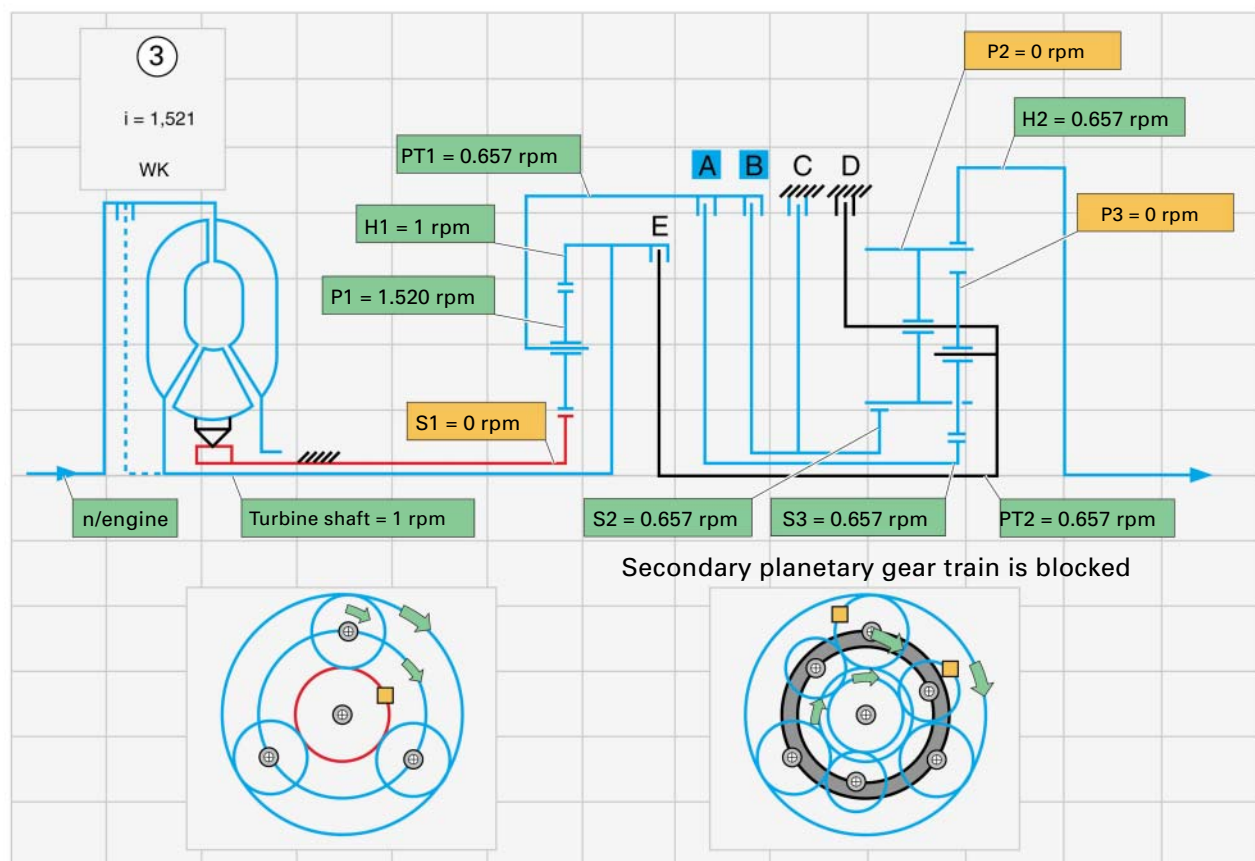 3
i = 1,521
WK
P2 = 0 rpm
H2 = 0.657 rpm
PT1 = 0.657 rpm
A
B
C
D
P3 = 0 rpm
H1 = 1 rpm
E
P1 = 1.520 rpm
S1 = 0 rpm
n/engine
Turbine shaft = 1 rpm
S2 = 0.657 rpm
S3 = 0.657 rpm
PT2 = 0.657 rpm
Secondary planetary gear train is blocked